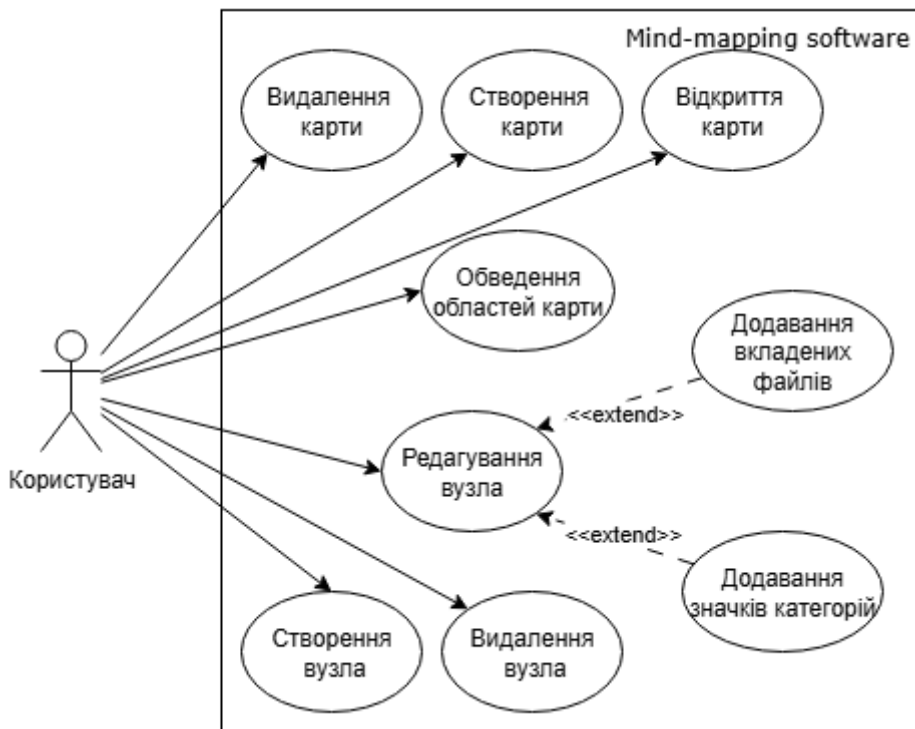 Mind-mapping software
Видалення
карти
Створення
карти
Відкриття
карти
Обведення
областей карти
Додавання
вкладених
файлів
<<extend>>
Редагування
вузла
Користувач
<<extend>>
Додавання
значків категорій
Створення
вузла
Видалення
вузла